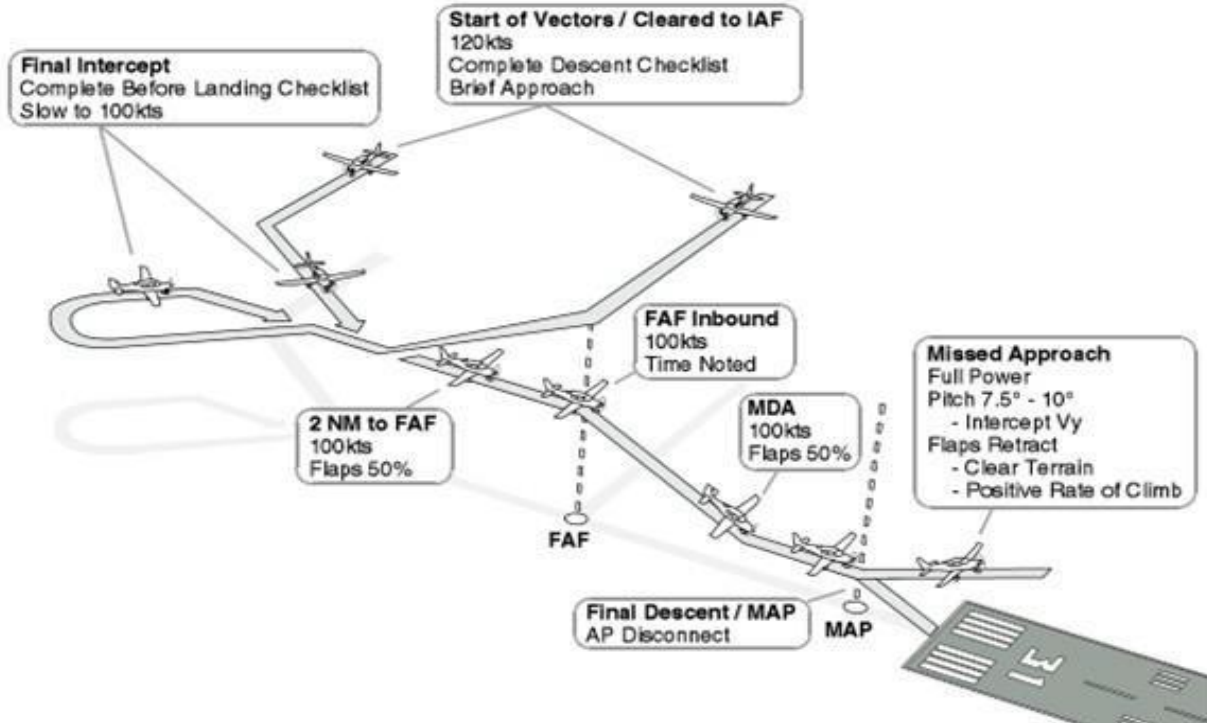 Start of Vectors / Cleared to IAF
120kts
Complete Descent Checklist
Brief Approach
Final Intercept
Complete Before Landing Checklist
Slow to 100kts
FAF Inbound
100kts
Time Noted
Missed Approach
Full Power
Pitch 7.5° - 10°
- Intercept Vy
Flaps Retract
- Clear Terrain
- Positive Rate of Climb
2 NM to FAF
100kts
Flaps 50%
MDA
100kts
Flaps 50%
FAF
Final Descent / MAP
AP Disconnect
MAP
13